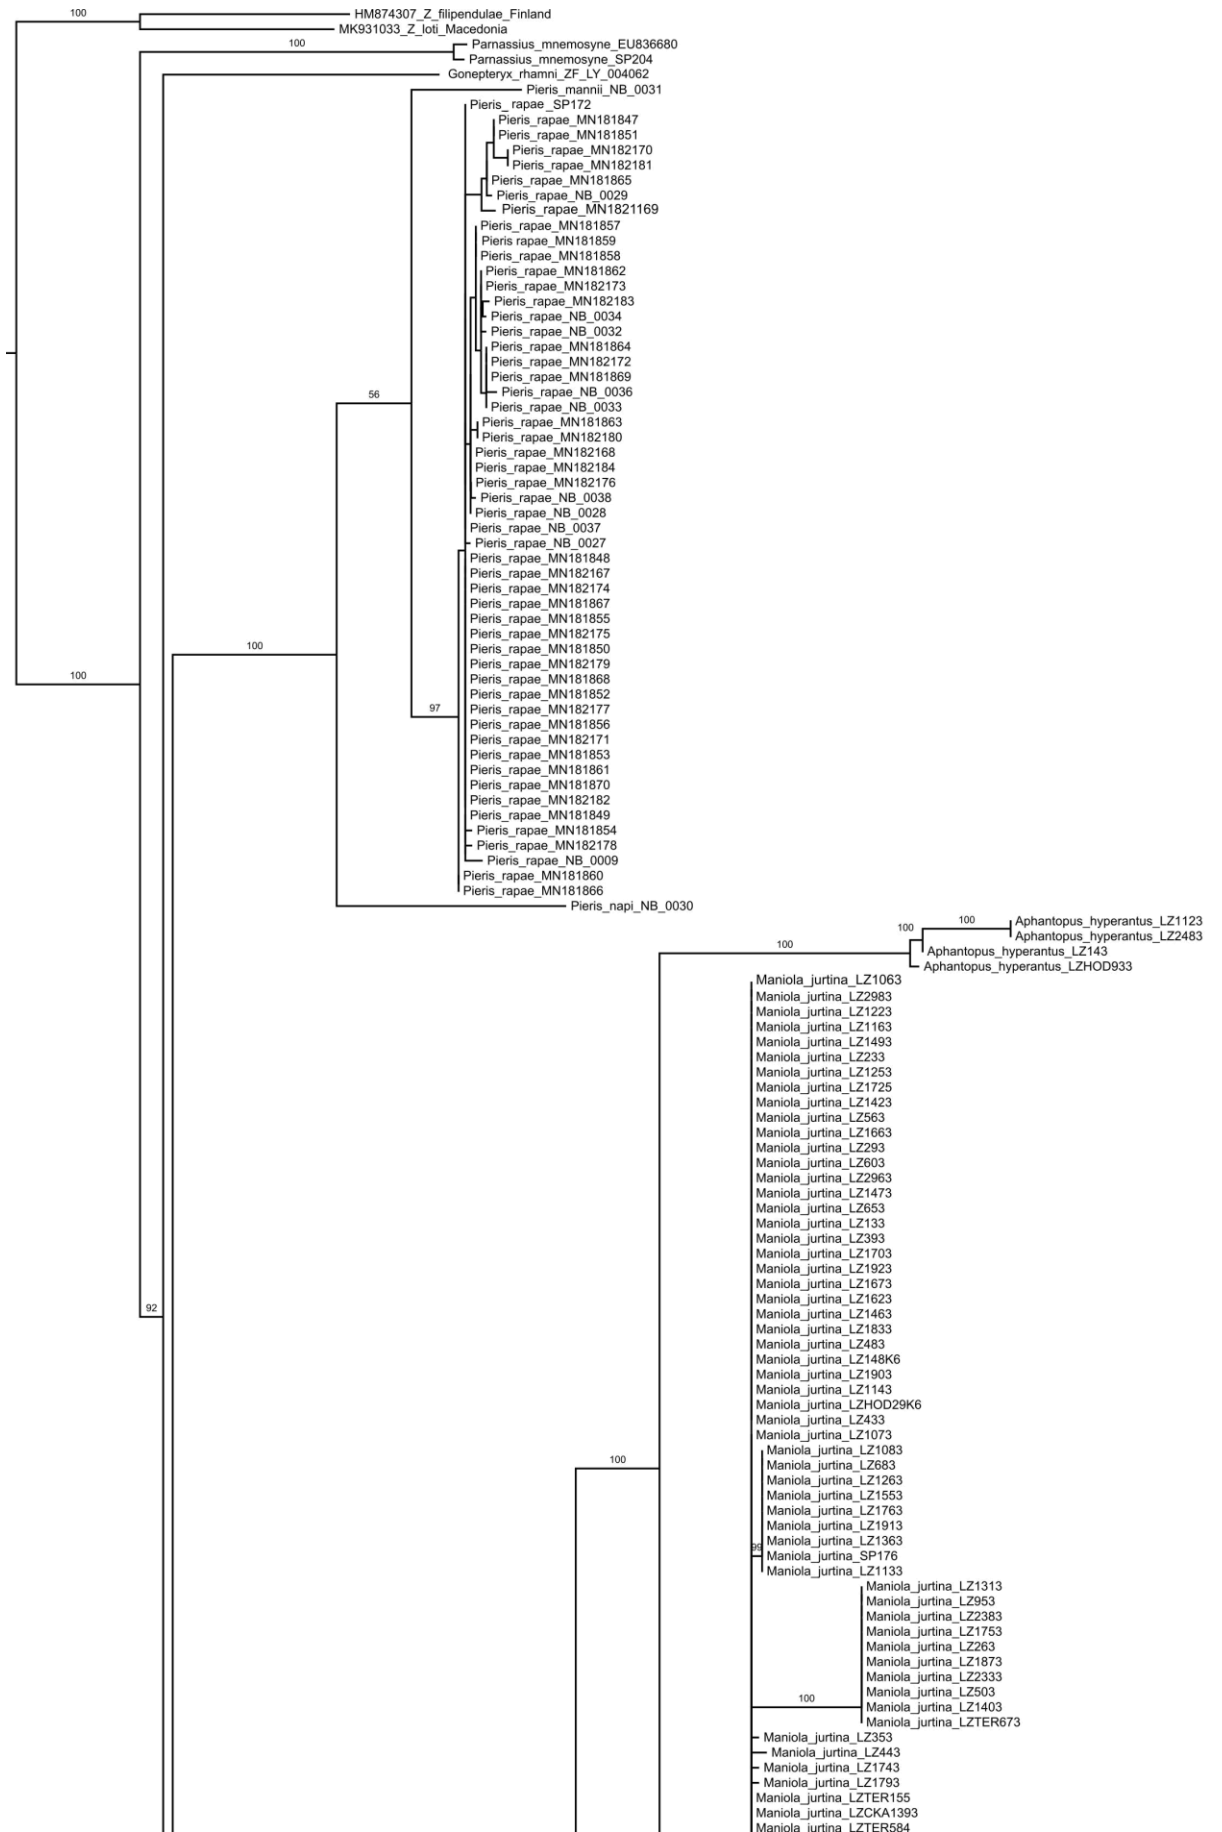 100
HM874307_Z_filipendulae_Finland
MK931033_Z_loti_Macedonia
100
Parnassius_mnemosyne_EU836680
Parnassius_mnemosyne_SP204
Gonepteryx_rhamni_ZF_LY_004062
Pieris_mannii_NB_0031
Pieris_ rapae _SP172
Pieris_rapae_MN181847
Pieris_rapae_MN181851
Pieris_rapae_MN182170
Pieris_rapae_MN182181
Pieris_rapae_MN181865
Pieris_rapae_NB_0029
Pieris_rapae_MN1821169
Pieris_rapae_MN181857
Pieris rapae_MN181859
Pieris_rapae_MN181858
Pieris_rapae_MN181862
Pieris_rapae_MN182173
Pieris_rapae_MN182183
Pieris_rapae_NB_0034
Pieris_rapae_NB_0032
Pieris_rapae_MN181864
Pieris_rapae_MN182172
Pieris_rapae_MN181869
Pieris_rapae_NB_0036
56
Pieris_rapae_NB_0033
Pieris_rapae_MN181863
Pieris_rapae_MN182180
Pieris_rapae_MN182168
Pieris_rapae_MN182184
Pieris_rapae_MN182176
Pieris_rapae_NB_0038
Pieris_rapae_NB_0028
Pieris_rapae_NB_0037
Pieris_rapae_NB_0027
Pieris_rapae_MN181848
Pieris_rapae_MN182167
Pieris_rapae_MN182174
Pieris_rapae_MN181867
Pieris_rapae_MN181855
Pieris_rapae_MN182175
100
Pieris_rapae_MN181850
Pieris_rapae_MN182179
100
Pieris_rapae_MN181868
Pieris_rapae_MN181852
97
Pieris_rapae_MN182177
Pieris_rapae_MN181856
Pieris_rapae_MN182171
Pieris_rapae_MN181853
Pieris_rapae_MN181861
Pieris_rapae_MN181870
Pieris_rapae_MN182182
Pieris_rapae_MN181849
Pieris_rapae_MN181854
Pieris_rapae_MN182178
Pieris_rapae_NB_0009
Pieris_rapae_MN181860
Pieris_rapae_MN181866
Pieris_napi_NB_0030
100
Aphantopus_hyperantus_LZ1123
100
Aphantopus_hyperantus_LZ2483
100
Aphantopus_hyperantus_LZ143
Aphantopus_hyperantus_LZHOD933
Maniola_jurtina_LZ1063
Maniola_jurtina_LZ2983
Maniola_jurtina_LZ1223
Maniola_jurtina_LZ1163
Maniola_jurtina_LZ1493
Maniola_jurtina_LZ233
Maniola_jurtina_LZ1253
Maniola_jurtina_LZ1725
Maniola_jurtina_LZ1423
Maniola_jurtina_LZ563
Maniola_jurtina_LZ1663
Maniola_jurtina_LZ293
Maniola_jurtina_LZ603
Maniola_jurtina_LZ2963
Maniola_jurtina_LZ1473
Maniola_jurtina_LZ653
Maniola_jurtina_LZ133
Maniola_jurtina_LZ393
Maniola_jurtina_LZ1703
Maniola_jurtina_LZ1923
Maniola_jurtina_LZ1673
Maniola_jurtina_LZ1623
92
Maniola_jurtina_LZ1463
Maniola_jurtina_LZ1833
Maniola_jurtina_LZ483
Maniola_jurtina_LZ148K6
Maniola_jurtina_LZ1903
Maniola_jurtina_LZ1143
Maniola_jurtina_LZHOD29K6
Maniola_jurtina_LZ433
Maniola_jurtina_LZ1073
Maniola_jurtina_LZ1083
100
Maniola_jurtina_LZ683
Maniola_jurtina_LZ1263
Maniola_jurtina_LZ1553
Maniola_jurtina_LZ1763
Maniola_jurtina_LZ1913
Maniola_jurtina_LZ1363
99
Maniola_jurtina_SP176
Maniola_jurtina_LZ1133
Maniola_jurtina_LZ1313
Maniola_jurtina_LZ953
Maniola_jurtina_LZ2383
Maniola_jurtina_LZ1753
Maniola_jurtina_LZ263
Maniola_jurtina_LZ1873
Maniola_jurtina_LZ2333
Maniola_jurtina_LZ503
100
Maniola_jurtina_LZ1403
Maniola_jurtina_LZTER673
Maniola_jurtina_LZ353
Maniola_jurtina_LZ443
Maniola_jurtina_LZ1743
Maniola_jurtina_LZ1793
Maniola_jurtina_LZTER155
Maniola_jurtina_LZCKA1393
Maniola_jurtina_LZTER584